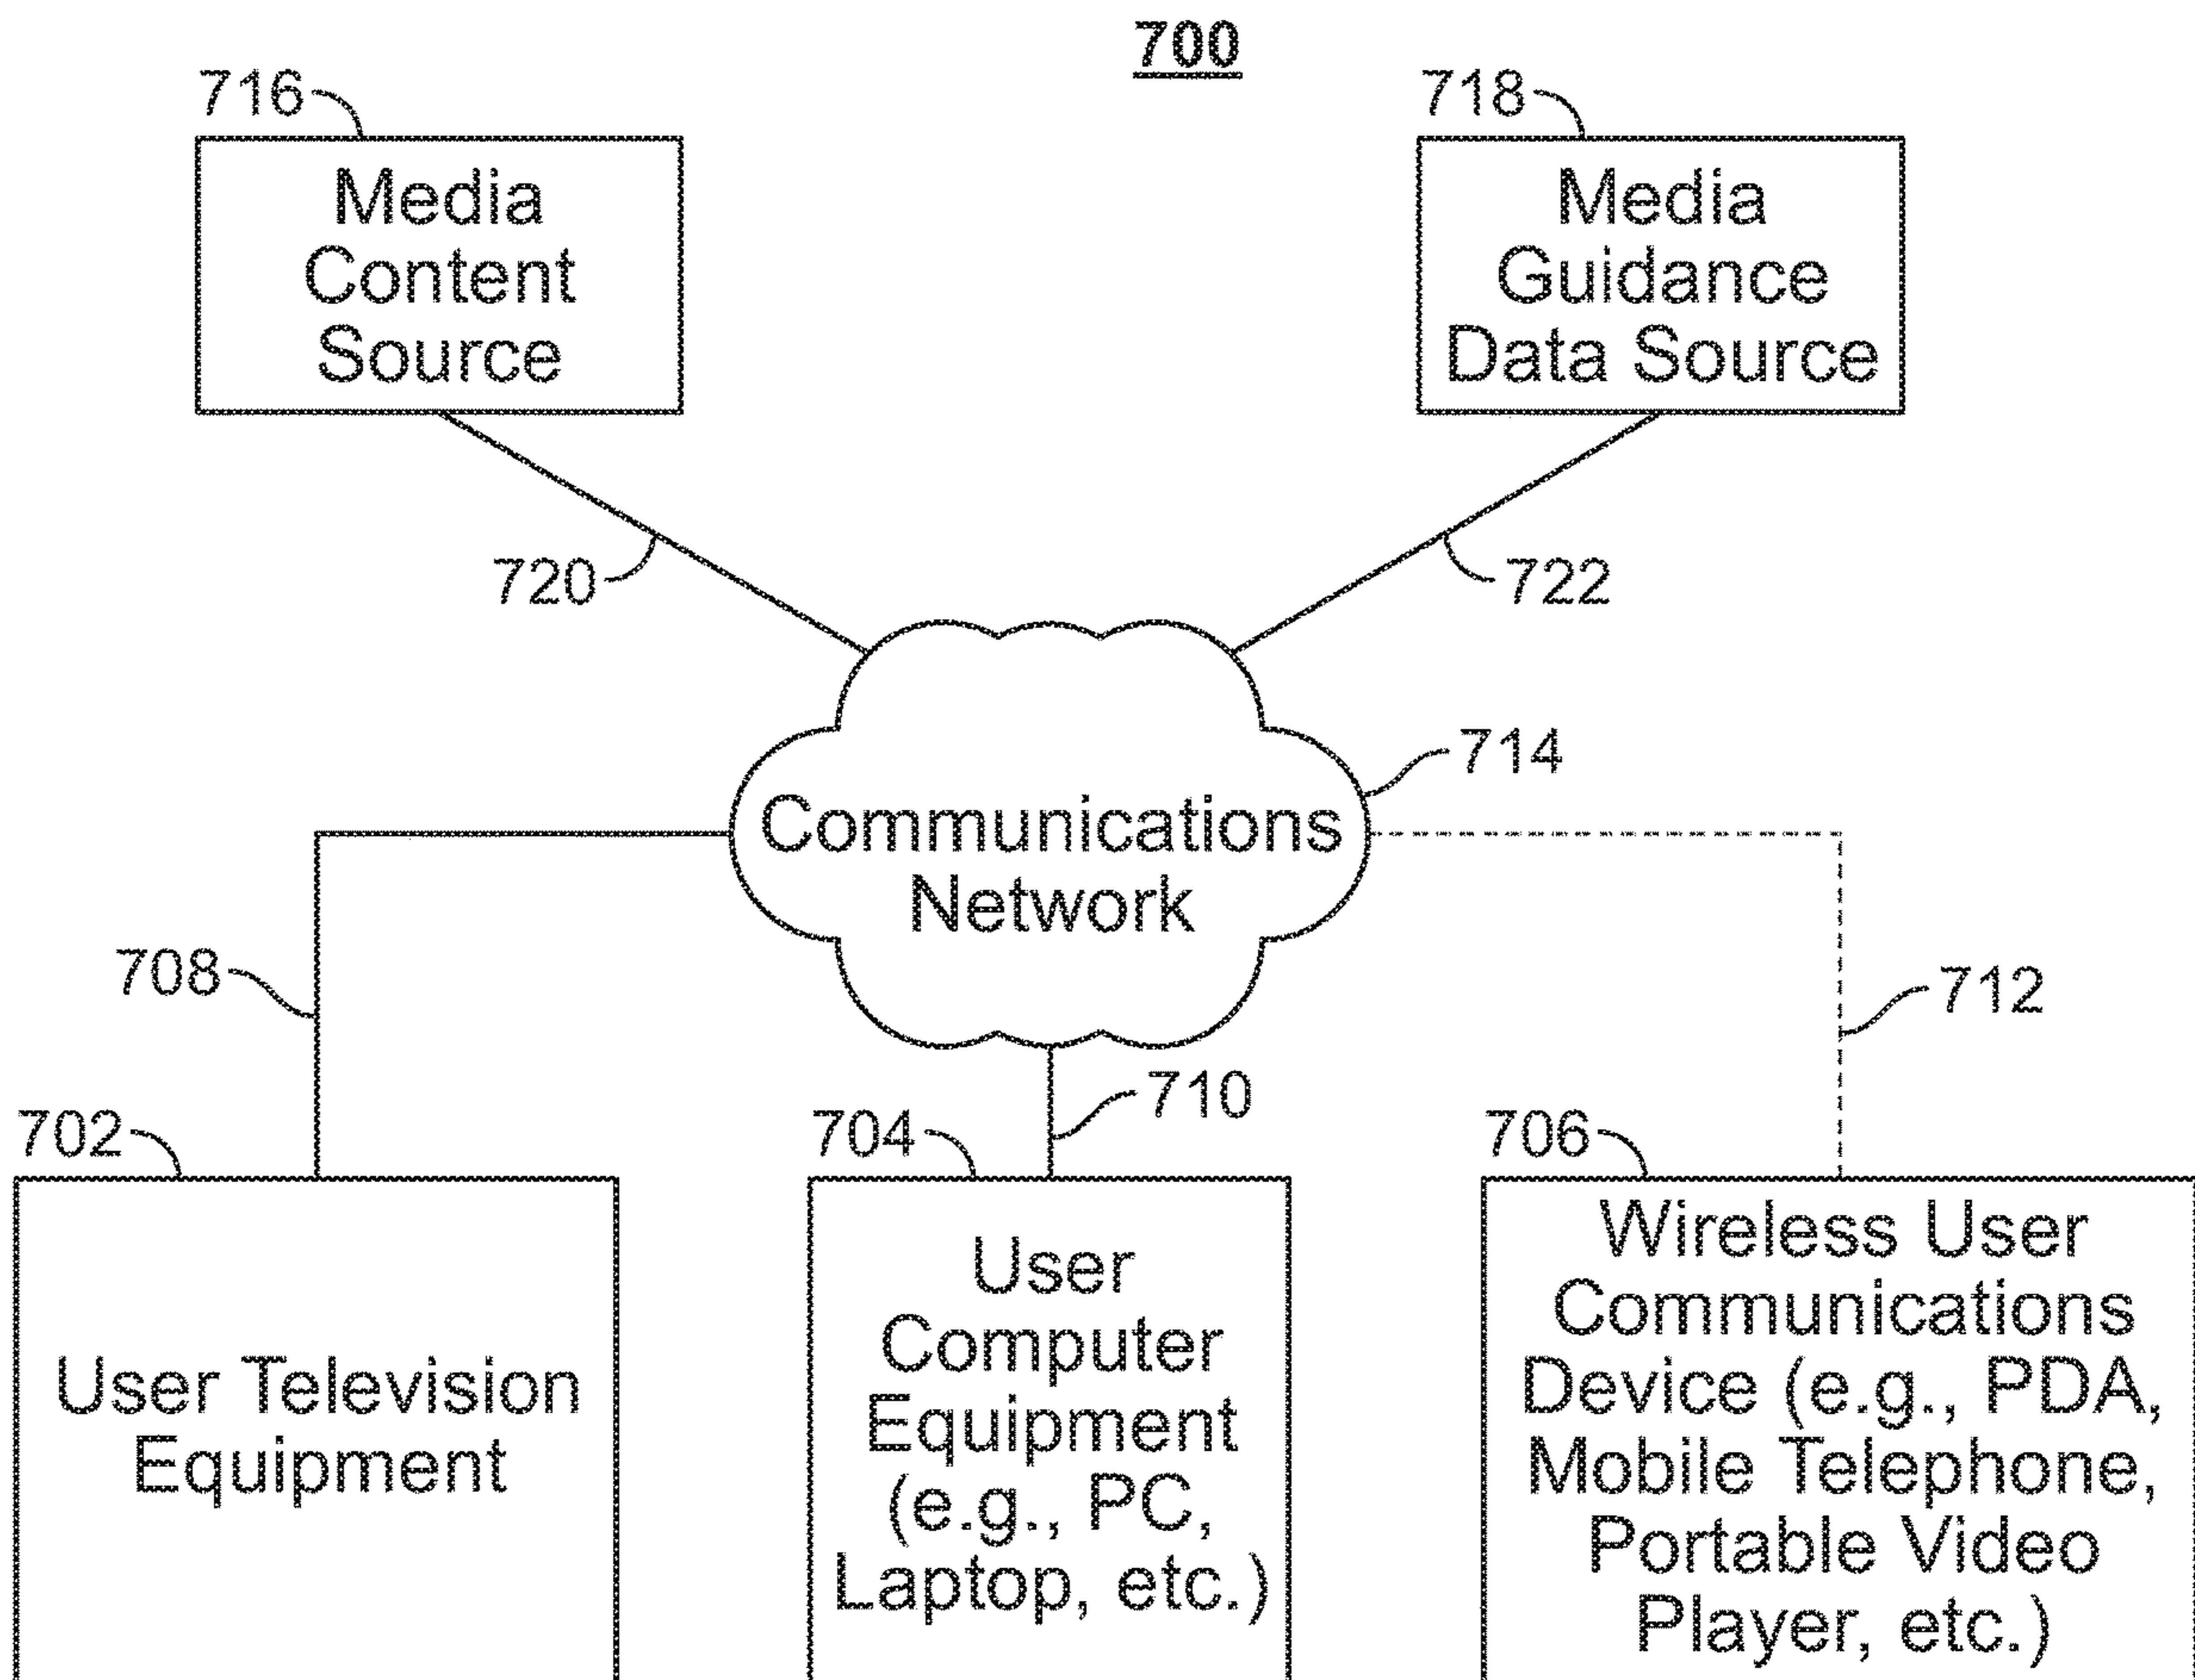 700
716
718
Media
Content
Source
Media
Guidance
Data Source
720
722
714
Communications
Network
708
712
710
702
704
706
User Television
Equipment
User
Computer
Equipment
(e.g., PC,
Laptop, etc.)
Wireless User
Communications
Device (e.g., PDA,
Mobile Telephone,
Portable Video
Player, etc.)